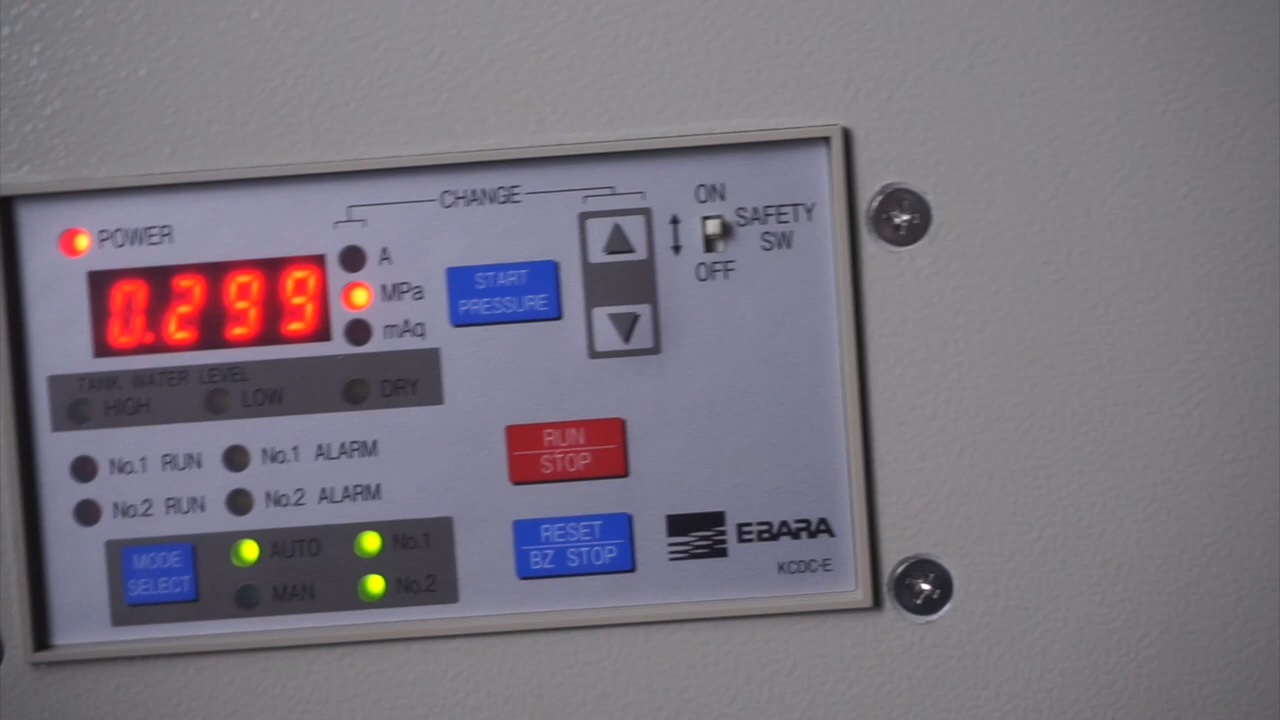 CHANGE
ON
SAFETY
SW
OFF
POWER
0.299
A
MPa
mAq
START
PRESSURE
TANK WATER LEVEL
HIGH
LOW
DRY
No.1 RUN
No.1 ALARM
No.2 RUN
No.2 ALARM
RUN
STOP
MODE
SELECT
AUTO
No.1
MAN
No.2
RESET
BZ STOP
EBARA
KCDC-E